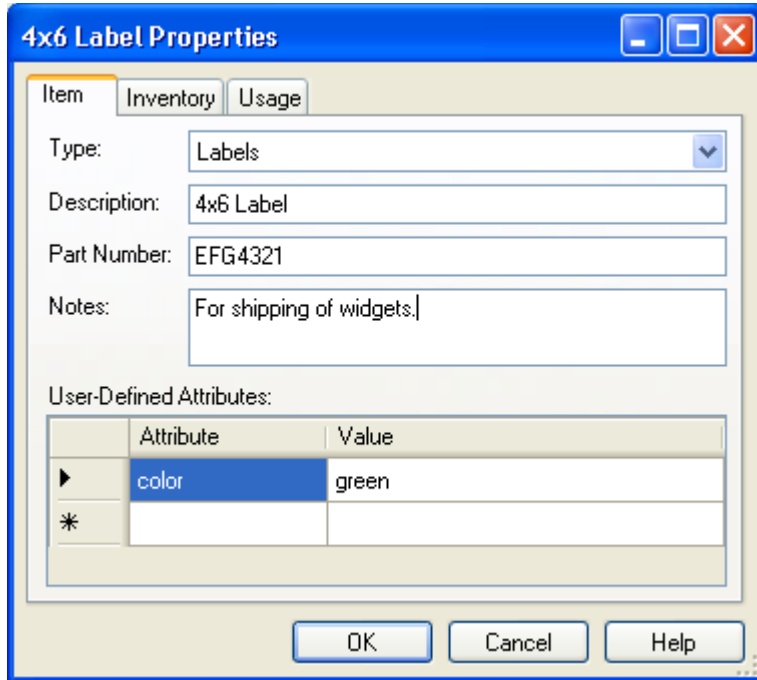 4x6 Label Properties
Item Inventory Usage
Type: Labels
Description: 4x6 Label
Part Number: EFG4321
Notes: For shipping of widgets.
User-Defined Attributes:
Attribute Value
color green
OK Cancel Help